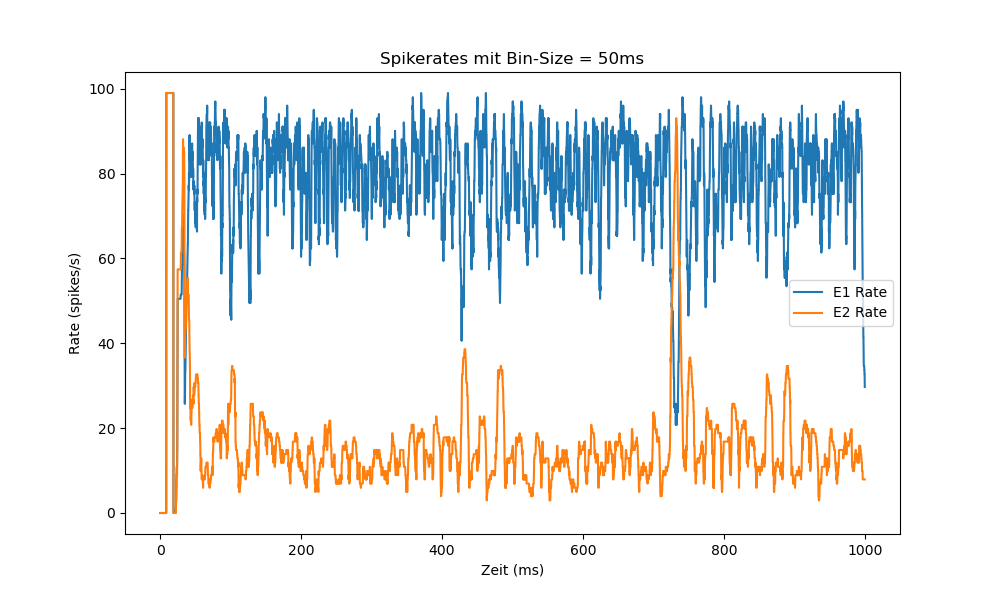 Spikerates mit Bin-Size = 50ms
100
80
60
40
20
0
Rate (spikes/s)
E1 Rate
E2 Rate
0
200
400
600
800
1000
Zeit (ms)